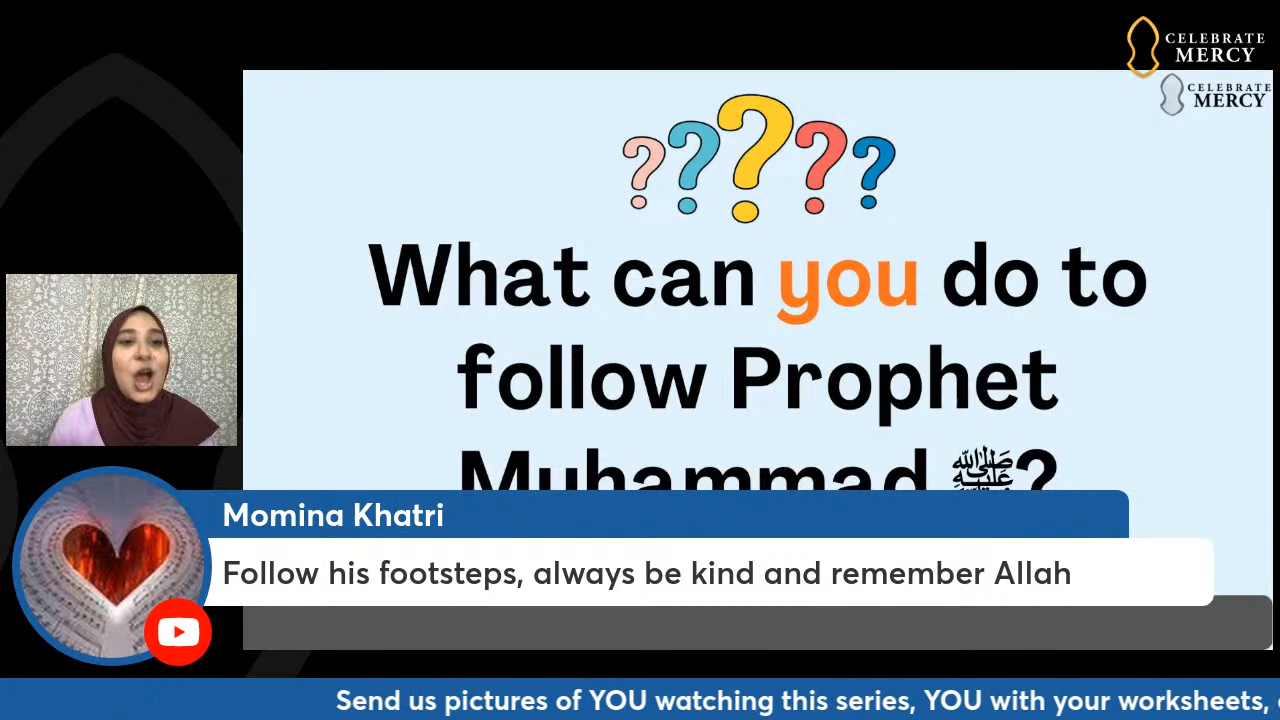 CELEBRATE
MERCY
CELEBRATE
MERCY
?????
What can you do to
follow Prophet
Muhammad ﷺ?
Momina Khatri
Follow his footsteps, always be kind and remember Allah
Send us pictures of YOU watching this series, YOU with your worksheets,